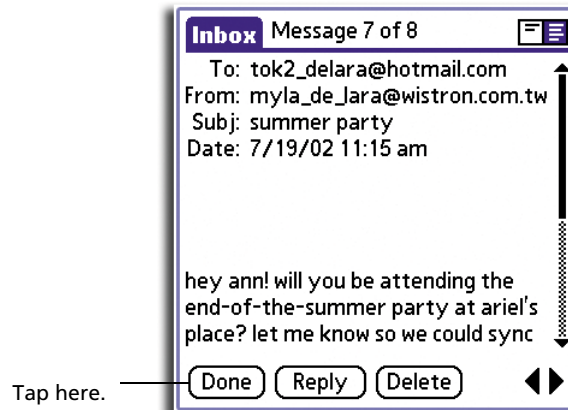 Inbox Message 7 of 8
To: tok2_delara@hotmail.com
From: myla_de_lara@wistron.com.tw
Subj: summer party
Date: 7/19/02 11:15 am
hey ann! will you be attending the
end-of-the-summer party at ariel's
place? let me know so we could sync
Done Reply Delete
Tap here.